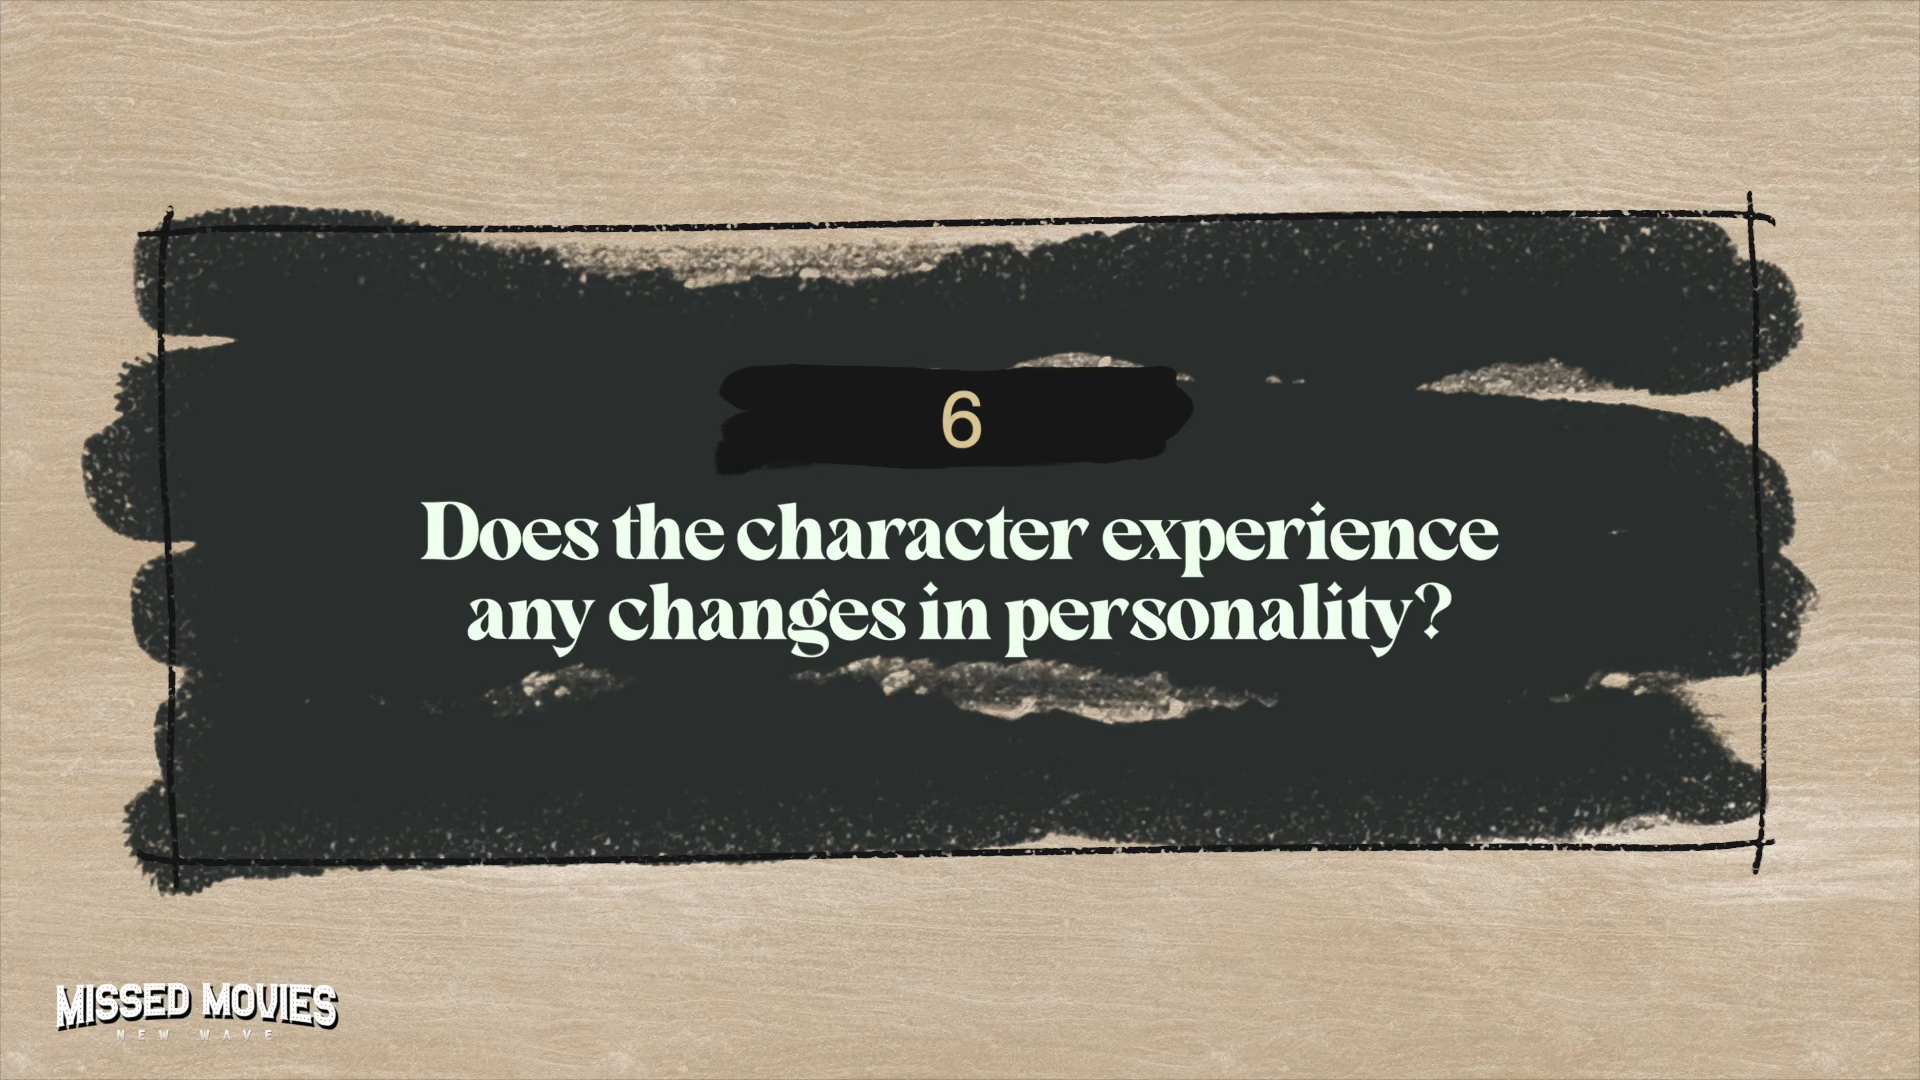 6
Does the character experience
any changes in personality?
MISSED MOVIES
NEW WAVE